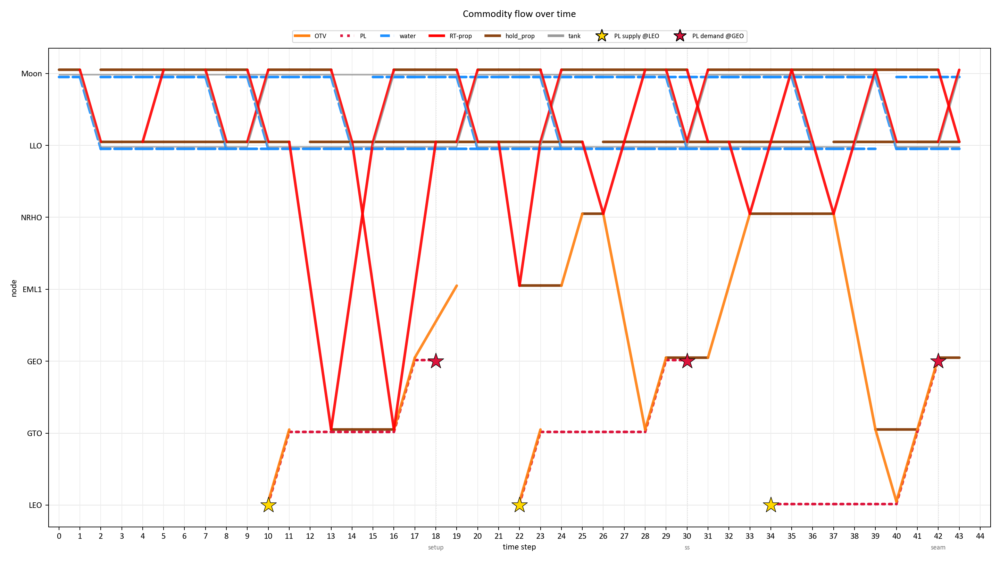 Commodity flow over time
OTV PL water RT-prop hold_prop tank PL supply @LEO PL demand @GEO
Moon
LLO
NRHO
EML1
GEO
GTO
LEO
node
0 1 2 3 4 5 6 7 8 9 10 11 12 13 14 15 16 17 18 19 20 21 22 23 24 25 26 27 28 29 30 31 32 33 34 35 36 37 38 39 40 41 42 43 44
setup ss seam
time step